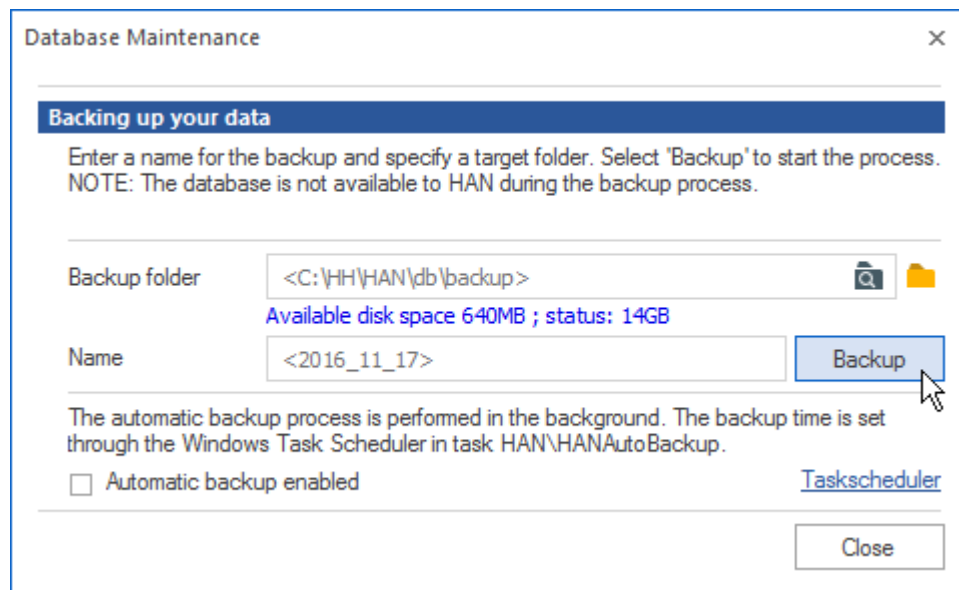 Database Maintenance
Backing up your data
Enter a name for the backup and specify a target folder. Select 'Backup' to start the process.
NOTE: The database is not available to HAN during the backup process.
Backup folder <C:\HH\HAN\db\backup>
Available disk space 640MB ; status: 14GB
Name <2016_11_17> Backup
The automatic backup process is performed in the background. The backup time is set
through the Windows Task Scheduler in task HAN\HANAutoBackup.
Automatic backup enabled Taskscheduler
Close